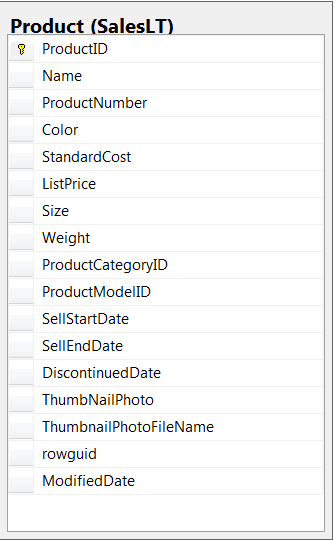 Product (SalesLT)
ProductID
Name
ProductNumber
Color
StandardCost
ListPrice
Size
Weight
ProductCategoryID
ProductModelID
SellStartDate
SellEndDate
DiscontinuedDate
ThumbNailPhoto
ThumbnailPhotoFileName
rowguid
ModifiedDate